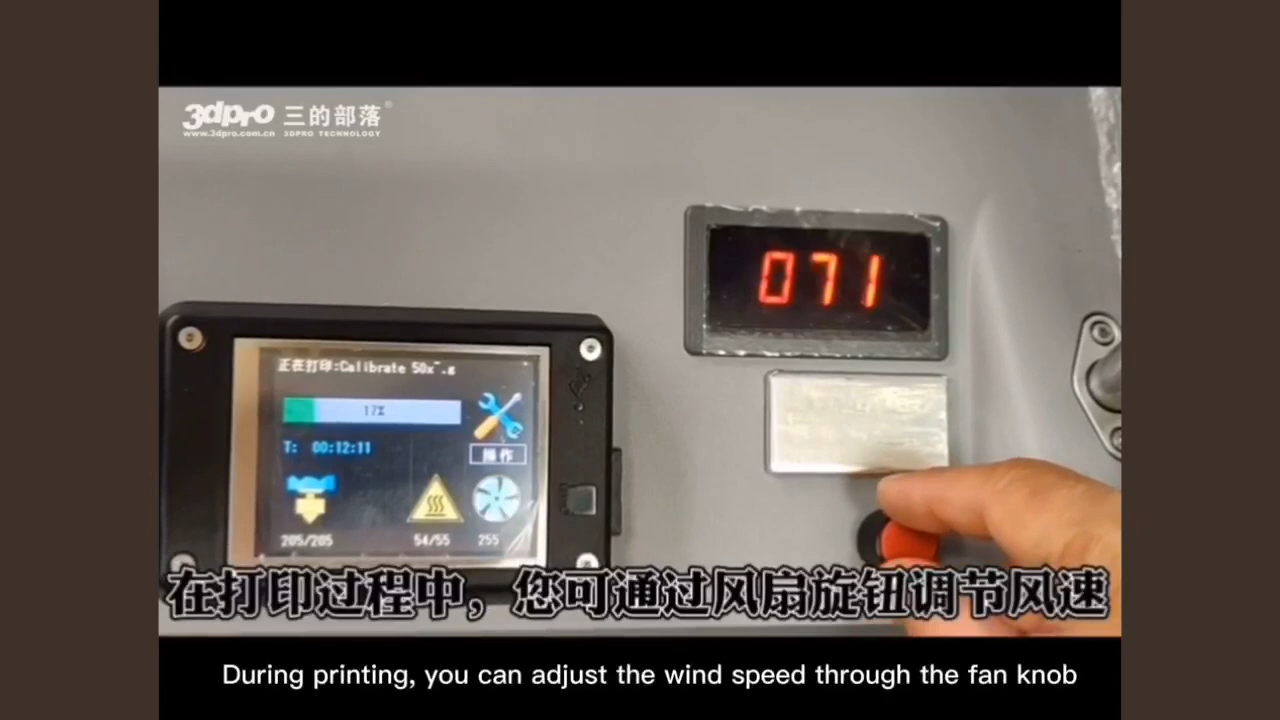 3dpro 三的部落®
www.3dpro.com.cn 3DPRO TECHNOLOGY
071
正在打印:Calibrate 50x~.g
17%
T: 00:12:11
操作
205/205 54/55 255
在打印过程中，您可通过风扇旋钮调节风速
During printing, you can adjust the wind speed through the fan knob